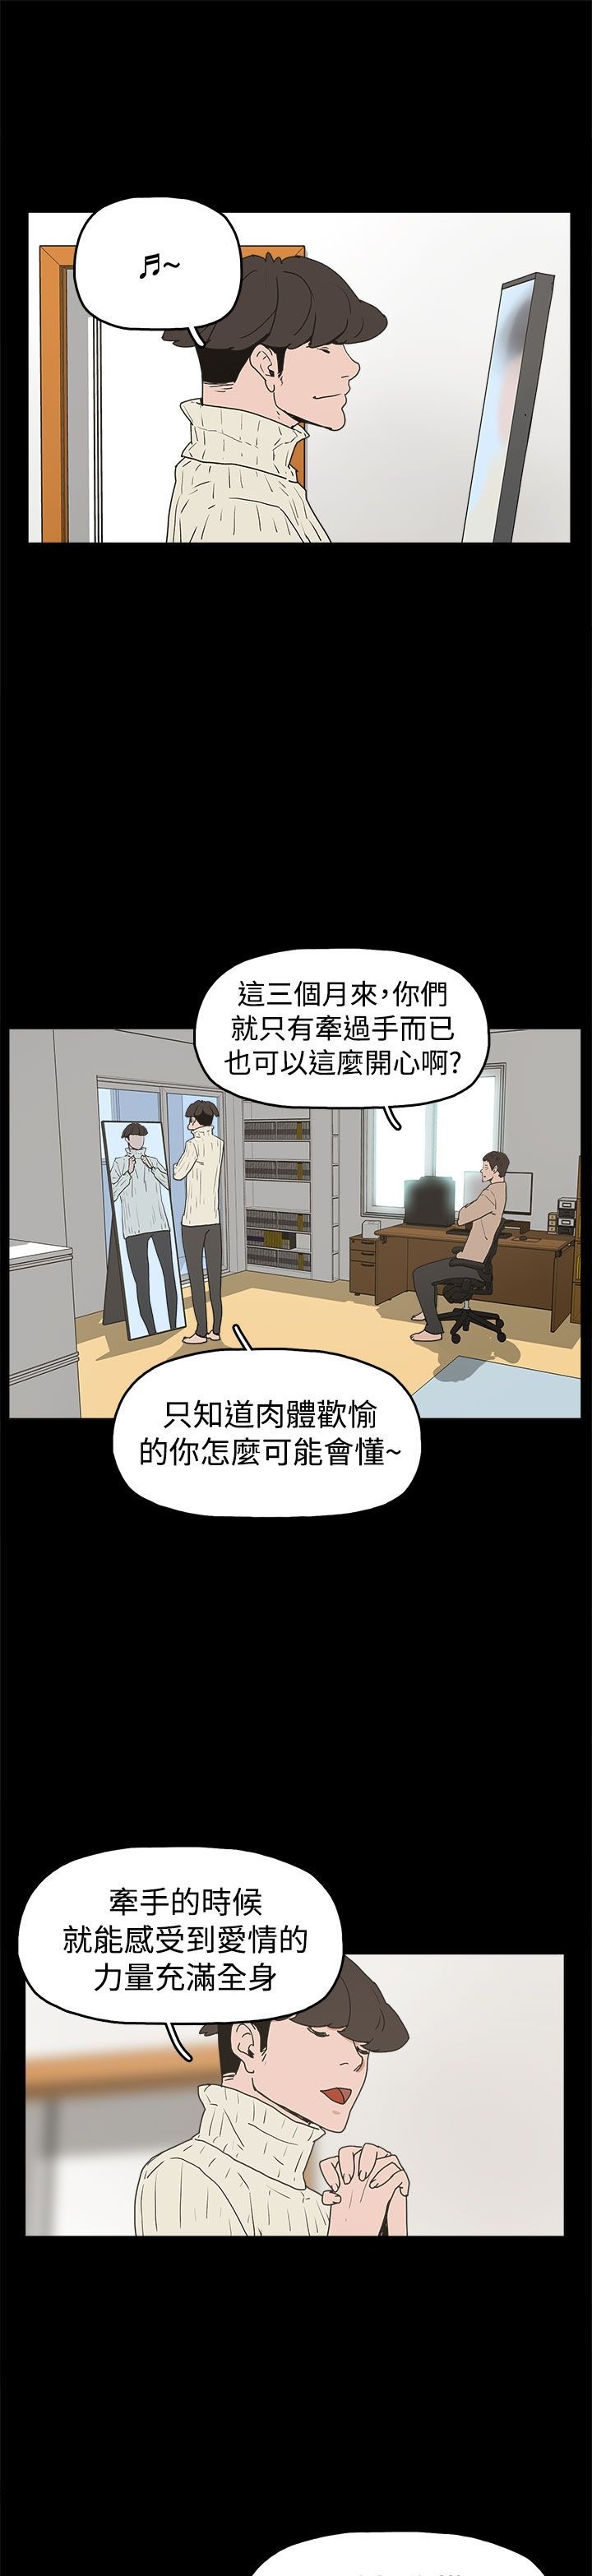 ♬~
這三個月來，你們
就只有牽過手而已
也可以這麼開心啊?
只知道肉體歡愉
的你怎麼可能會懂~
牽手的時候
就能感受到愛情的
力量充滿全身